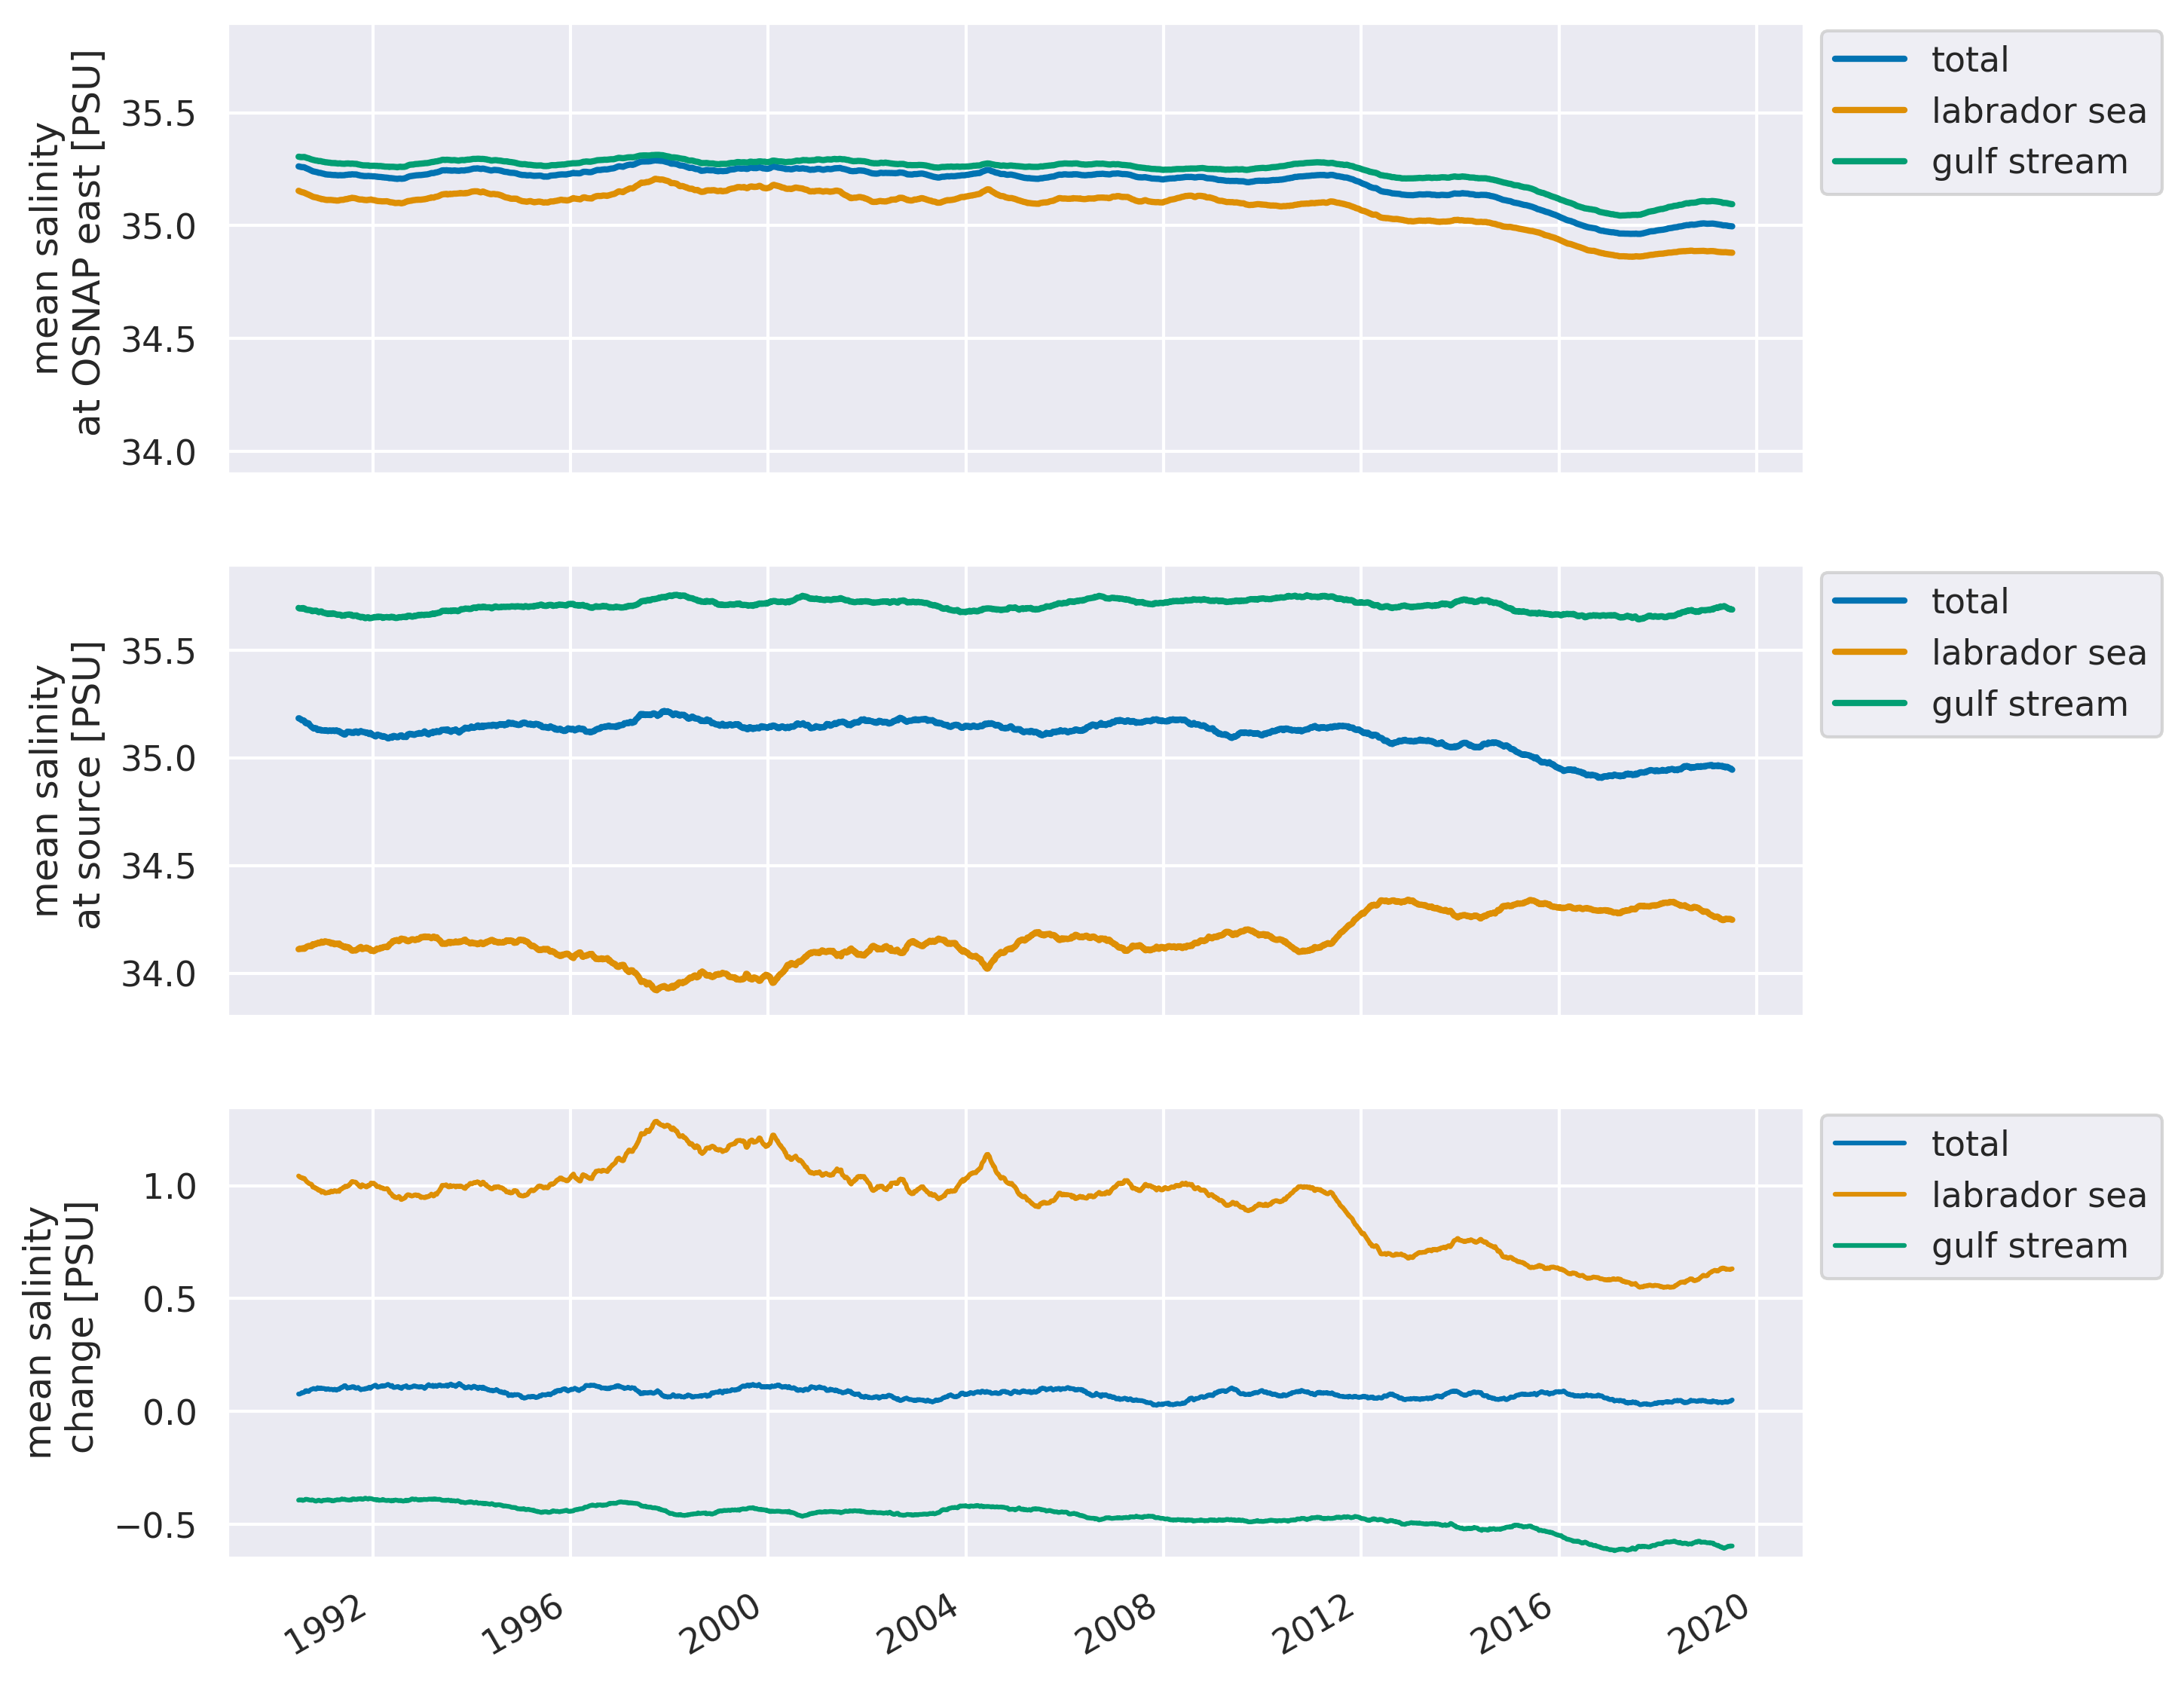 mean salinity
at OSNAP east [PSU]
35.5
35.0
34.5
34.0
total
labrador sea
gulf stream
mean salinity
at source [PSU]
35.5
35.0
34.5
34.0
total
labrador sea
gulf stream
mean salinity
change [PSU]
1.0
0.5
0.0
−0.5
total
labrador sea
gulf stream
1992
1996
2000
2004
2008
2012
2016
2020